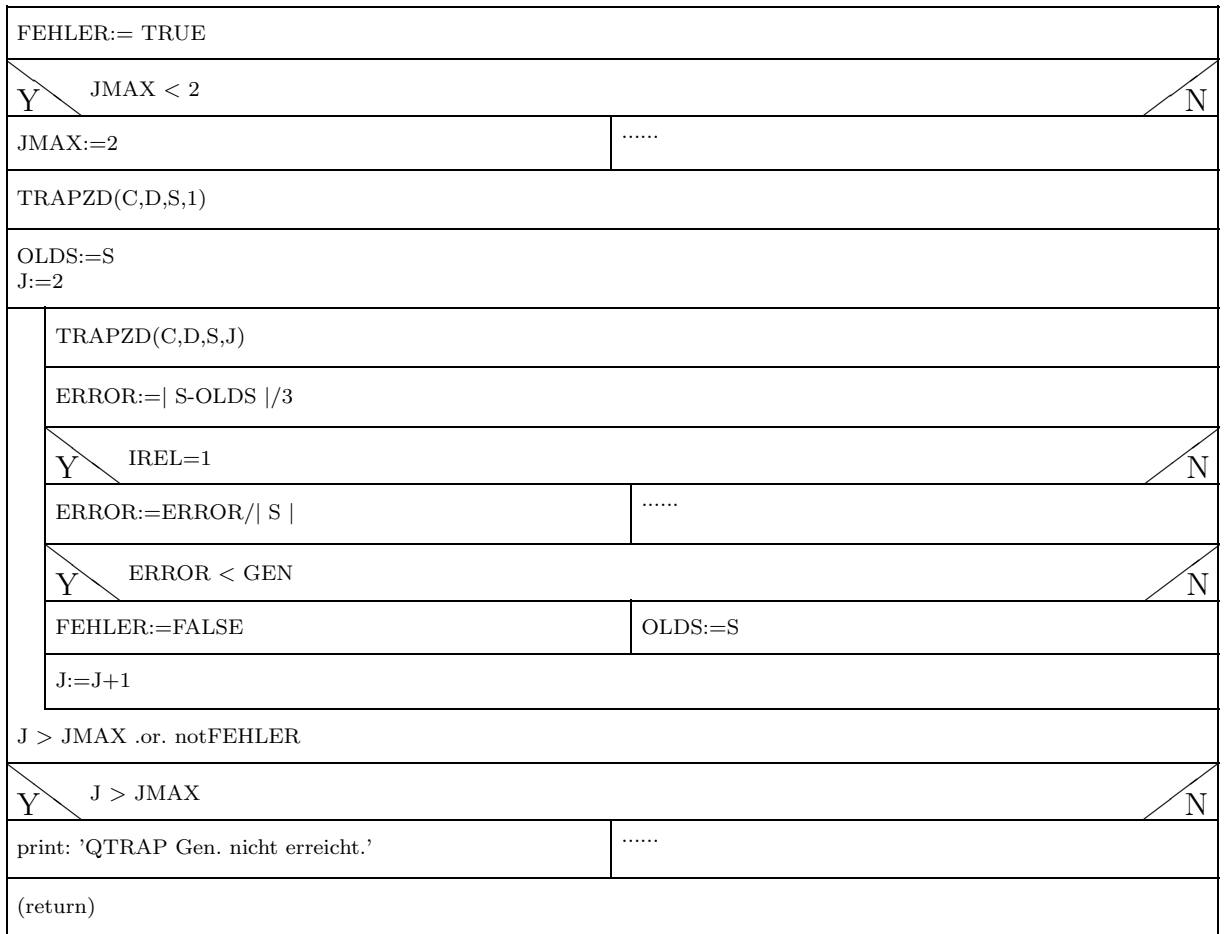 FEHLER:= TRUE
Y JMAX < 2 N
JMAX:=2 ......
TRAPZD(C,D,S,1)
OLDS:=S
J:=2
TRAPZD(C,D,S,J)
ERROR:=| S-OLDS |/3
Y IREL=1 N
ERROR:=ERROR/| S | ......
Y ERROR < GEN N
FEHLER:=FALSE OLDS:=S
J:=J+1
J > JMAX .or. notFEHLER
Y J > JMAX N
print: ’QTRAP Gen. nicht erreicht.’ ......
(return)